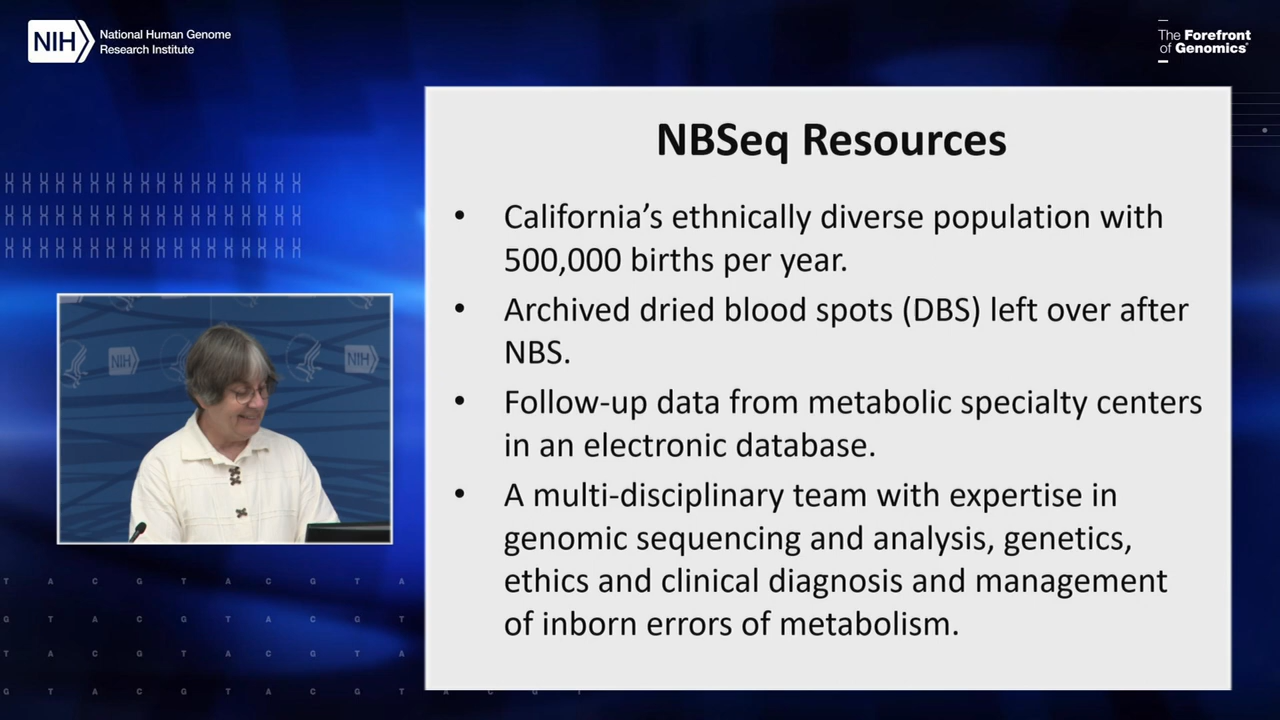 NIH
National Human Genome
Research Institute
The Forefront
of Genomics®
NBSeq Resources
• California's ethnically diverse population with
500,000 births per year.
• Archived dried blood spots (DBS) left over after
NBS.
• Follow-up data from metabolic specialty centers
in an electronic database.
• A multi-disciplinary team with expertise in
genomic sequencing and analysis, genetics,
ethics and clinical diagnosis and management
of inborn errors of metabolism.
NIH
NIH
T A C G T A C G T A
G T A C G T A C G T
T A C G T A C G T A
G T A C G T A C G T A C G T